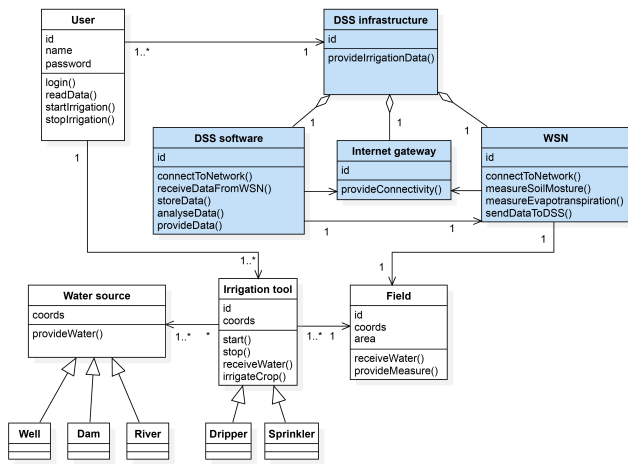 User
id
name
password
login()
readData()
startIrrigation()
stopIrrigation()
DSS infrastructure
id
provideIrrigationData()
1..*
1
1
1
1
DSS software
id
connectToNetwork()
receiveDataFromWSN()
storeData()
analyseData()
provideData()
Internet gateway
id
provideConnectivity()
WSN
id
connectToNetwork()
measureSoilMosture()
measureEvapotranspiration()
sendDataToDSS()
1
1
1
1
1..*
1
Water source
coords
provideWater()
1..*
*
Irrigation tool
id
coords
start()
stop()
receiveWater()
irrigateCrop()
1..*
1
Field
id
coords
area
receiveWater()
provideMeasure()
Well
Dam
River
Dripper
Sprinkler